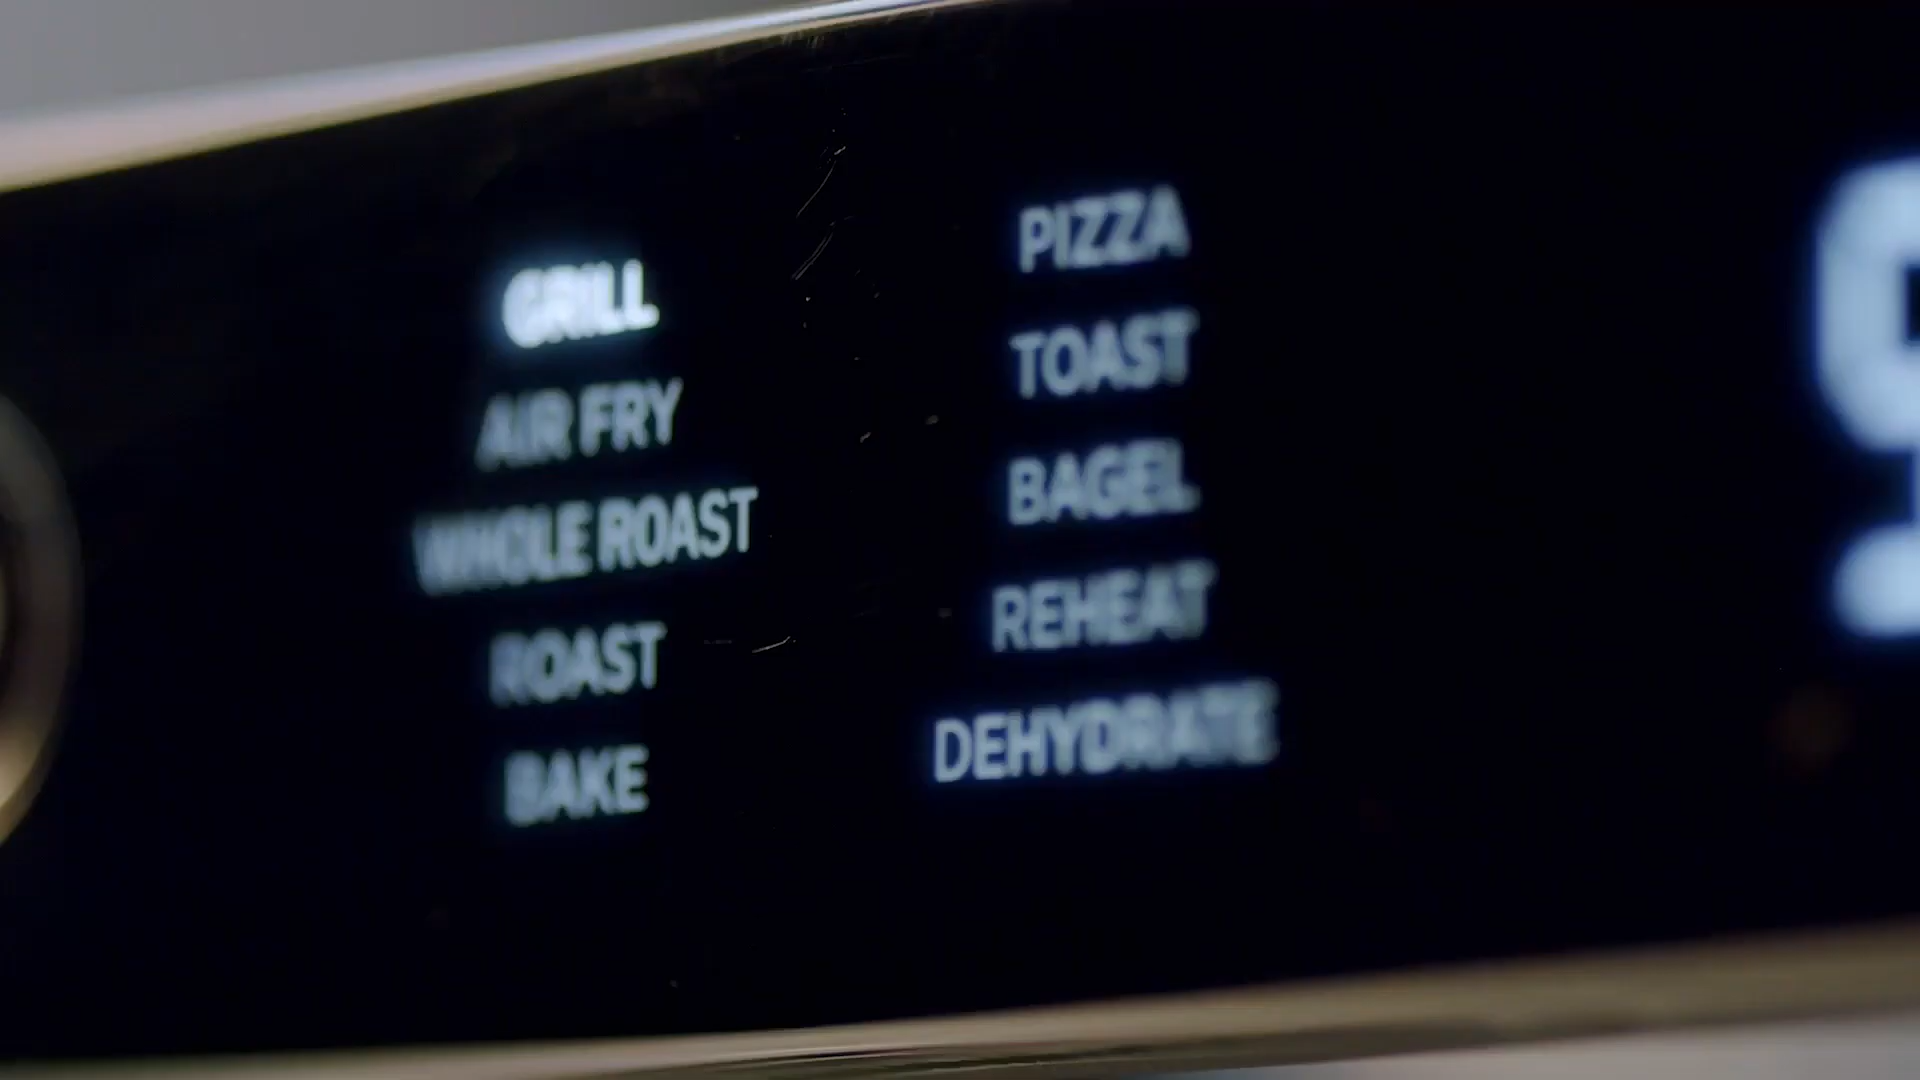 GRILL
AIR FRY
WHOLE ROAST
ROAST
BAKE
PIZZA
TOAST
BAGEL
REHEAT
DEHYDRATE